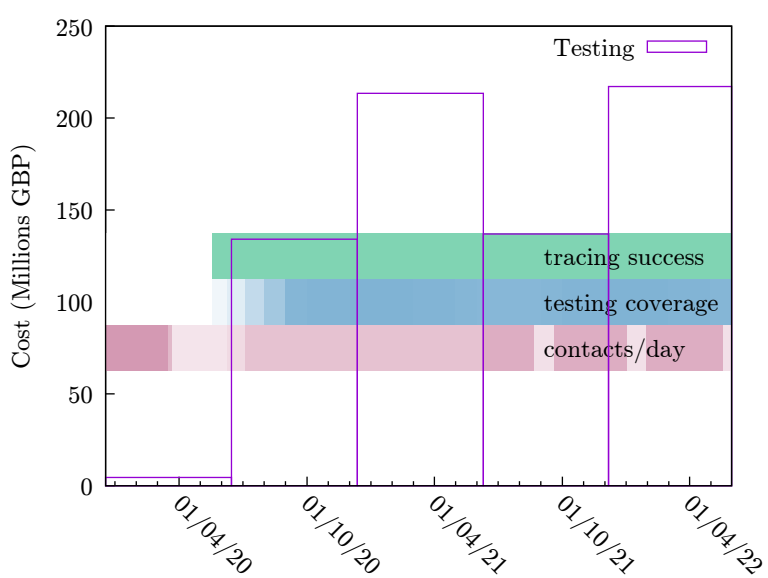 250
200
150
100
50
0
Cost (Millions GBP)
Testing
tracing success
testing coverage
contacts/day
01/04/20
01/10/20
01/04/21
01/10/21
01/04/22